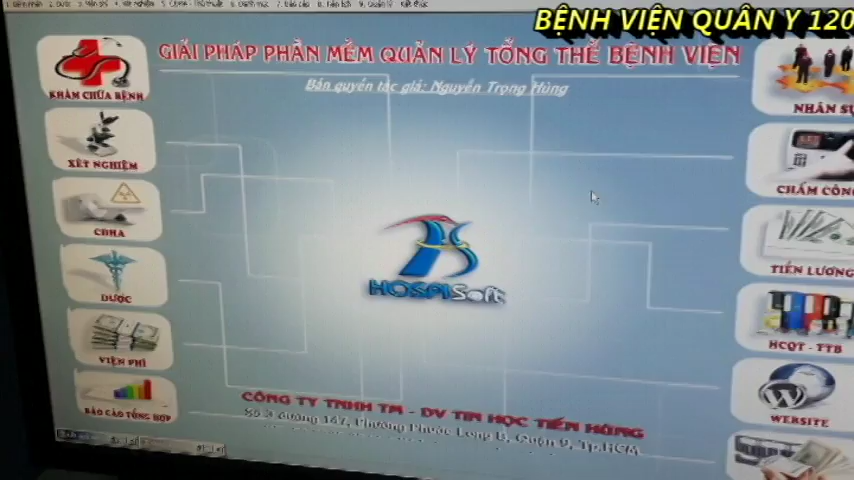 BỆNH VIỆN QUÂN Y 120
GIẢI PHÁP PHẦN MỀM QUẢN LÝ TỔNG THỂ BỆNH VIỆN
Bản quyền tác giả: Nguyễn Trọng Hùng
KHÁM CHỮA BỆNH
XÉT NGHIỆM
CĐHA
DƯỢC
VIỆN PHÍ
BÁO CÁO TỔNG HỢP
NHÂN SỰ
CHẤM CÔNG
TIỀN LƯƠNG
HCQT - TTB
WEBSITE
HOSPISoft
CÔNG TY TNHH TM - DV TIN HỌC TIẾN HÙNG
đường 147, Phường Phước Long B, Quận 9, Tp.HCM